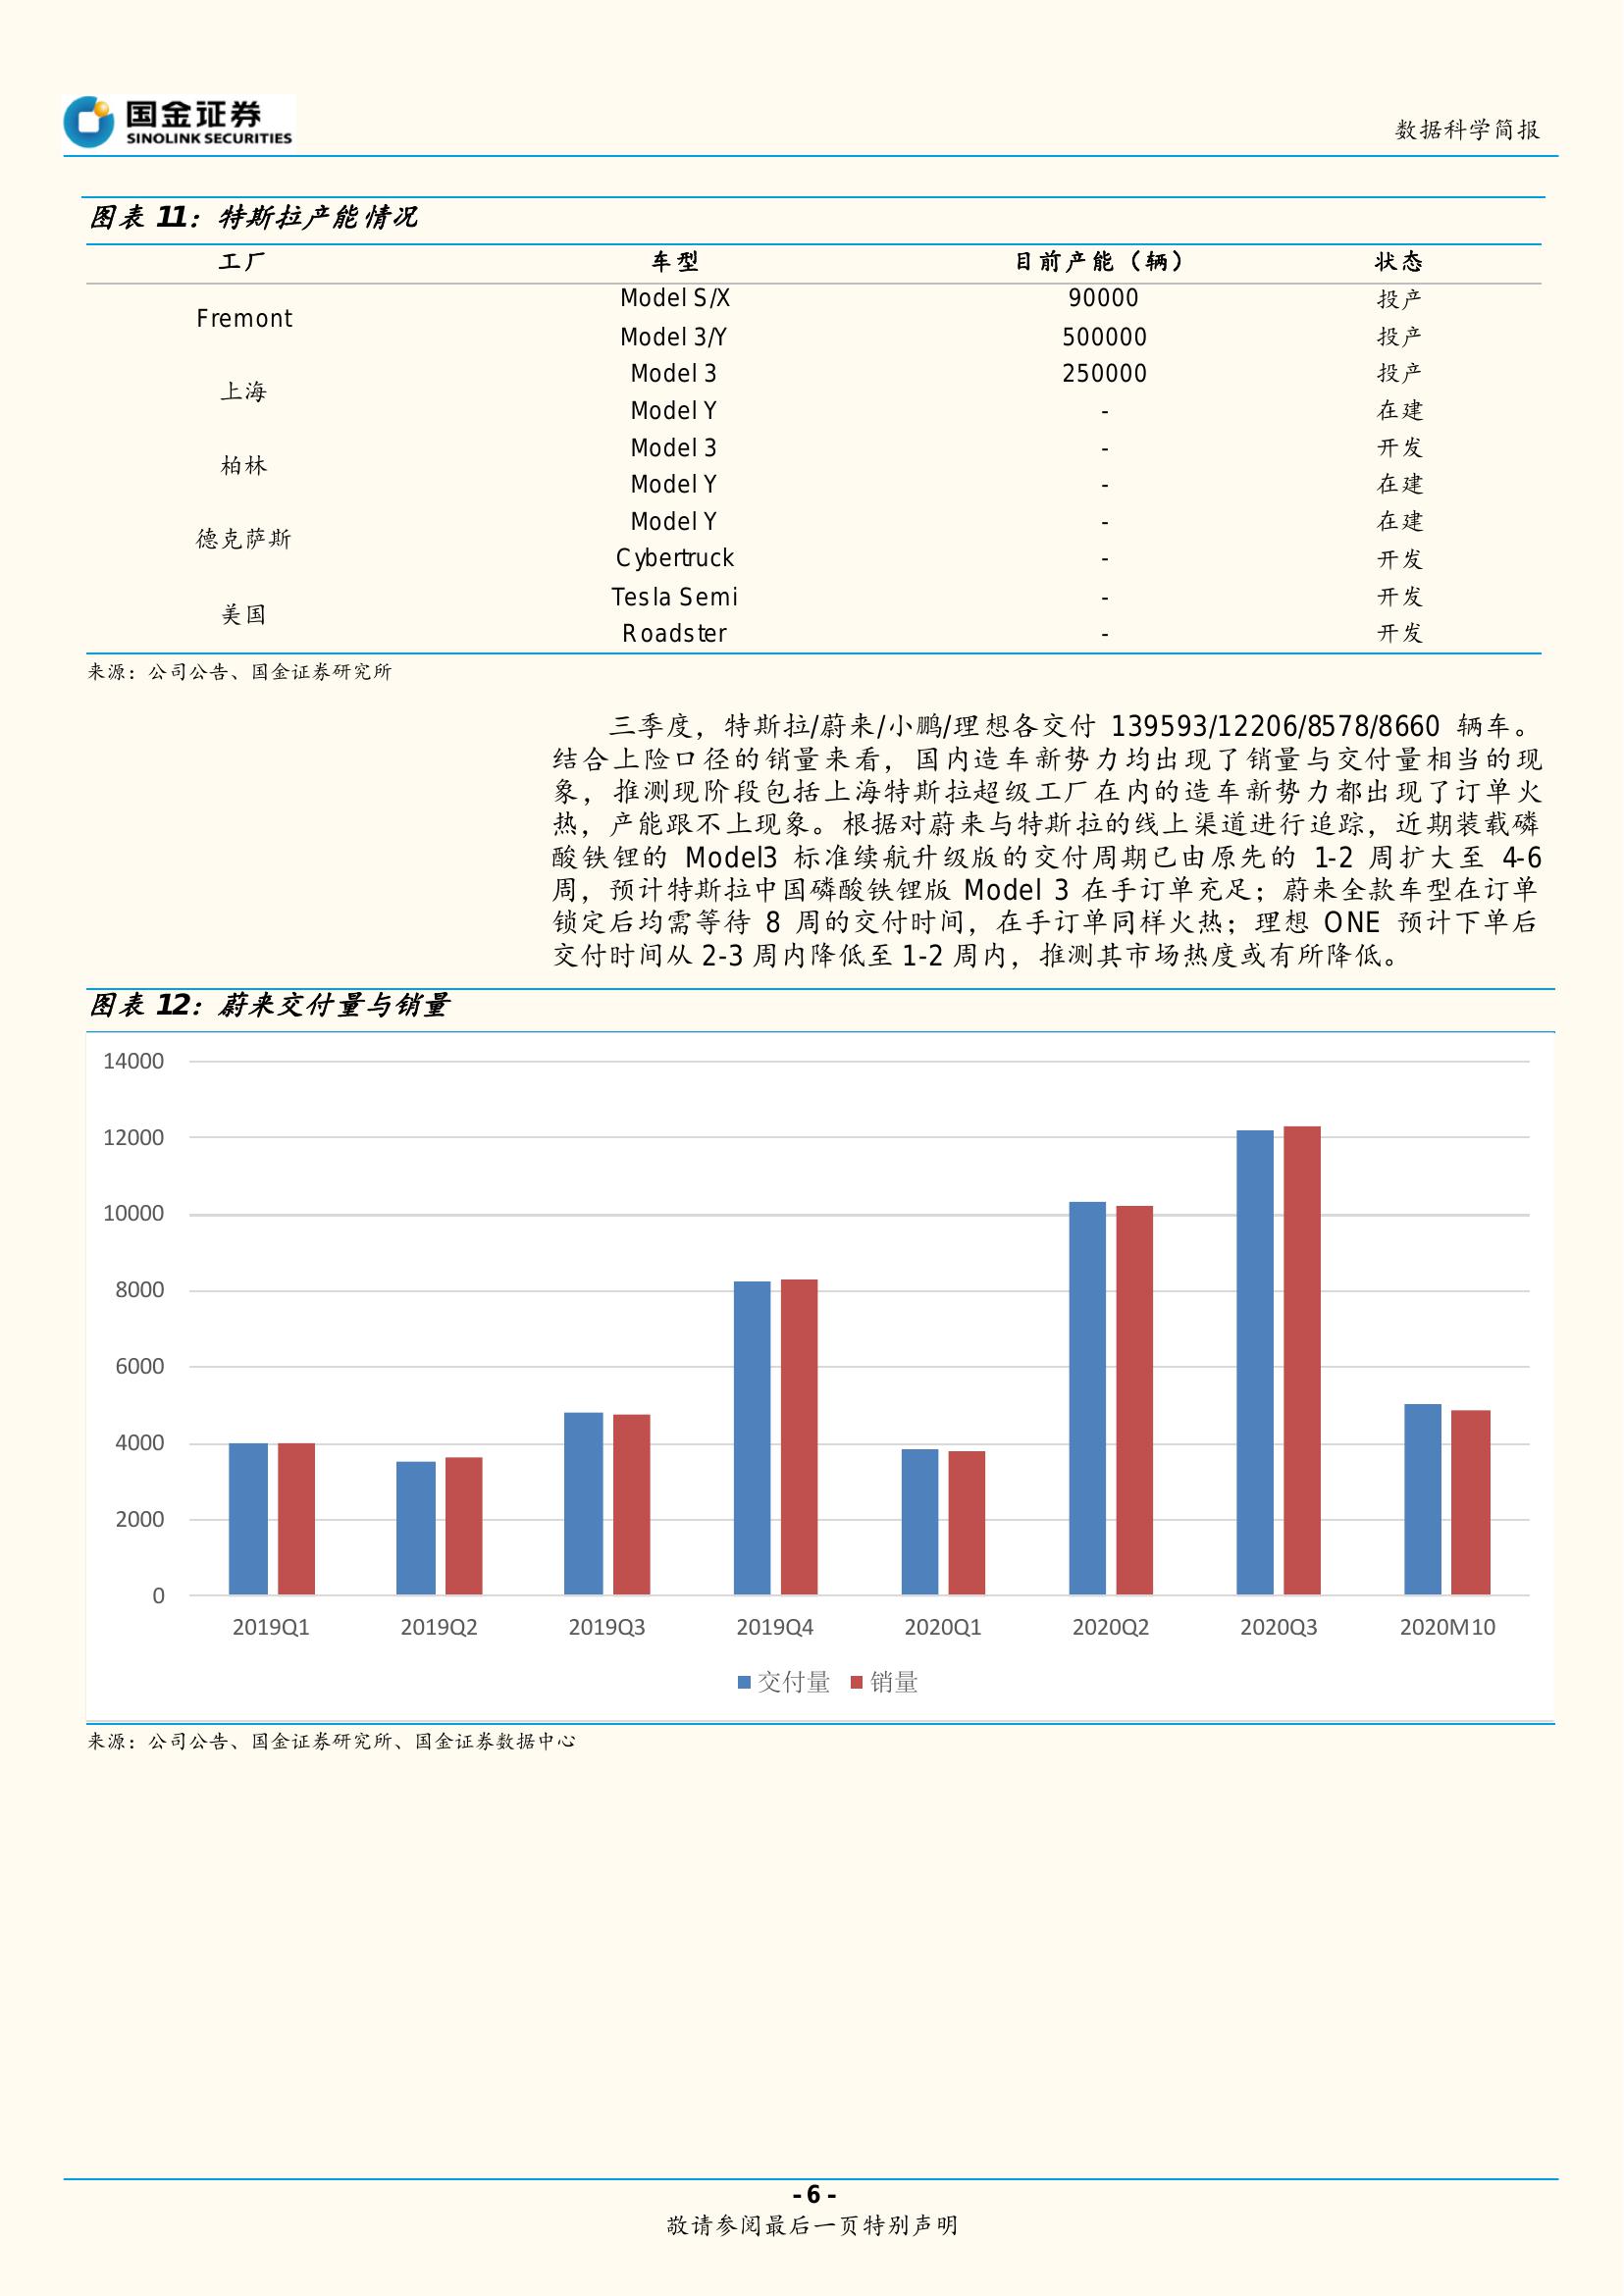 国金证券
SINOLINK SECURITIES
数据科学简报
图表 11：特斯拉产能情况
工厂 车型 目前产能（辆） 状态
Fremont Model S/X 90000 投产
Model 3/Y 500000 投产
上海 Model 3 250000 投产
Model Y - 在建
柏林 Model 3 - 开发
Model Y - 在建
德克萨斯 Model Y - 在建
Cybertruck - 开发
美国 Tesla Semi - 开发
Roadster - 开发
来源：公司公告、国金证券研究所
三季度，特斯拉/蔚来/小鹏/理想各交付 139593/12206/8578/8660 辆车。
结合上险口径的销量来看，国内造车新势力均出现了销量与交付量相当的现
象，推测现阶段包括上海特斯拉超级工厂在内的造车新势力都出现了订单火
热，产能跟不上现象。根据对蔚来与特斯拉的线上渠道进行追踪，近期装载磷
酸铁锂的 Model3 标准续航升级版的交付周期已由原先的 1-2 周扩大至 4-6
周，预计特斯拉中国磷酸铁锂版 Model 3 在手订单充足；蔚来全款车型在订单
锁定后均需等待 8 周的交付时间，在手订单同样火热；理想 ONE 预计下单后
交付时间从 2-3 周内降低至 1-2 周内，推测其市场热度或有所降低。
图表 12：蔚来交付量与销量
14000
12000
10000
8000
6000
4000
2000
0
2019Q1 2019Q2 2019Q3 2019Q4 2020Q1 2020Q2 2020Q3 2020M10
交付量 销量
来源：公司公告、国金证券研究所、国金证券数据中心
- 6 -
敬请参阅最后一页特别声明